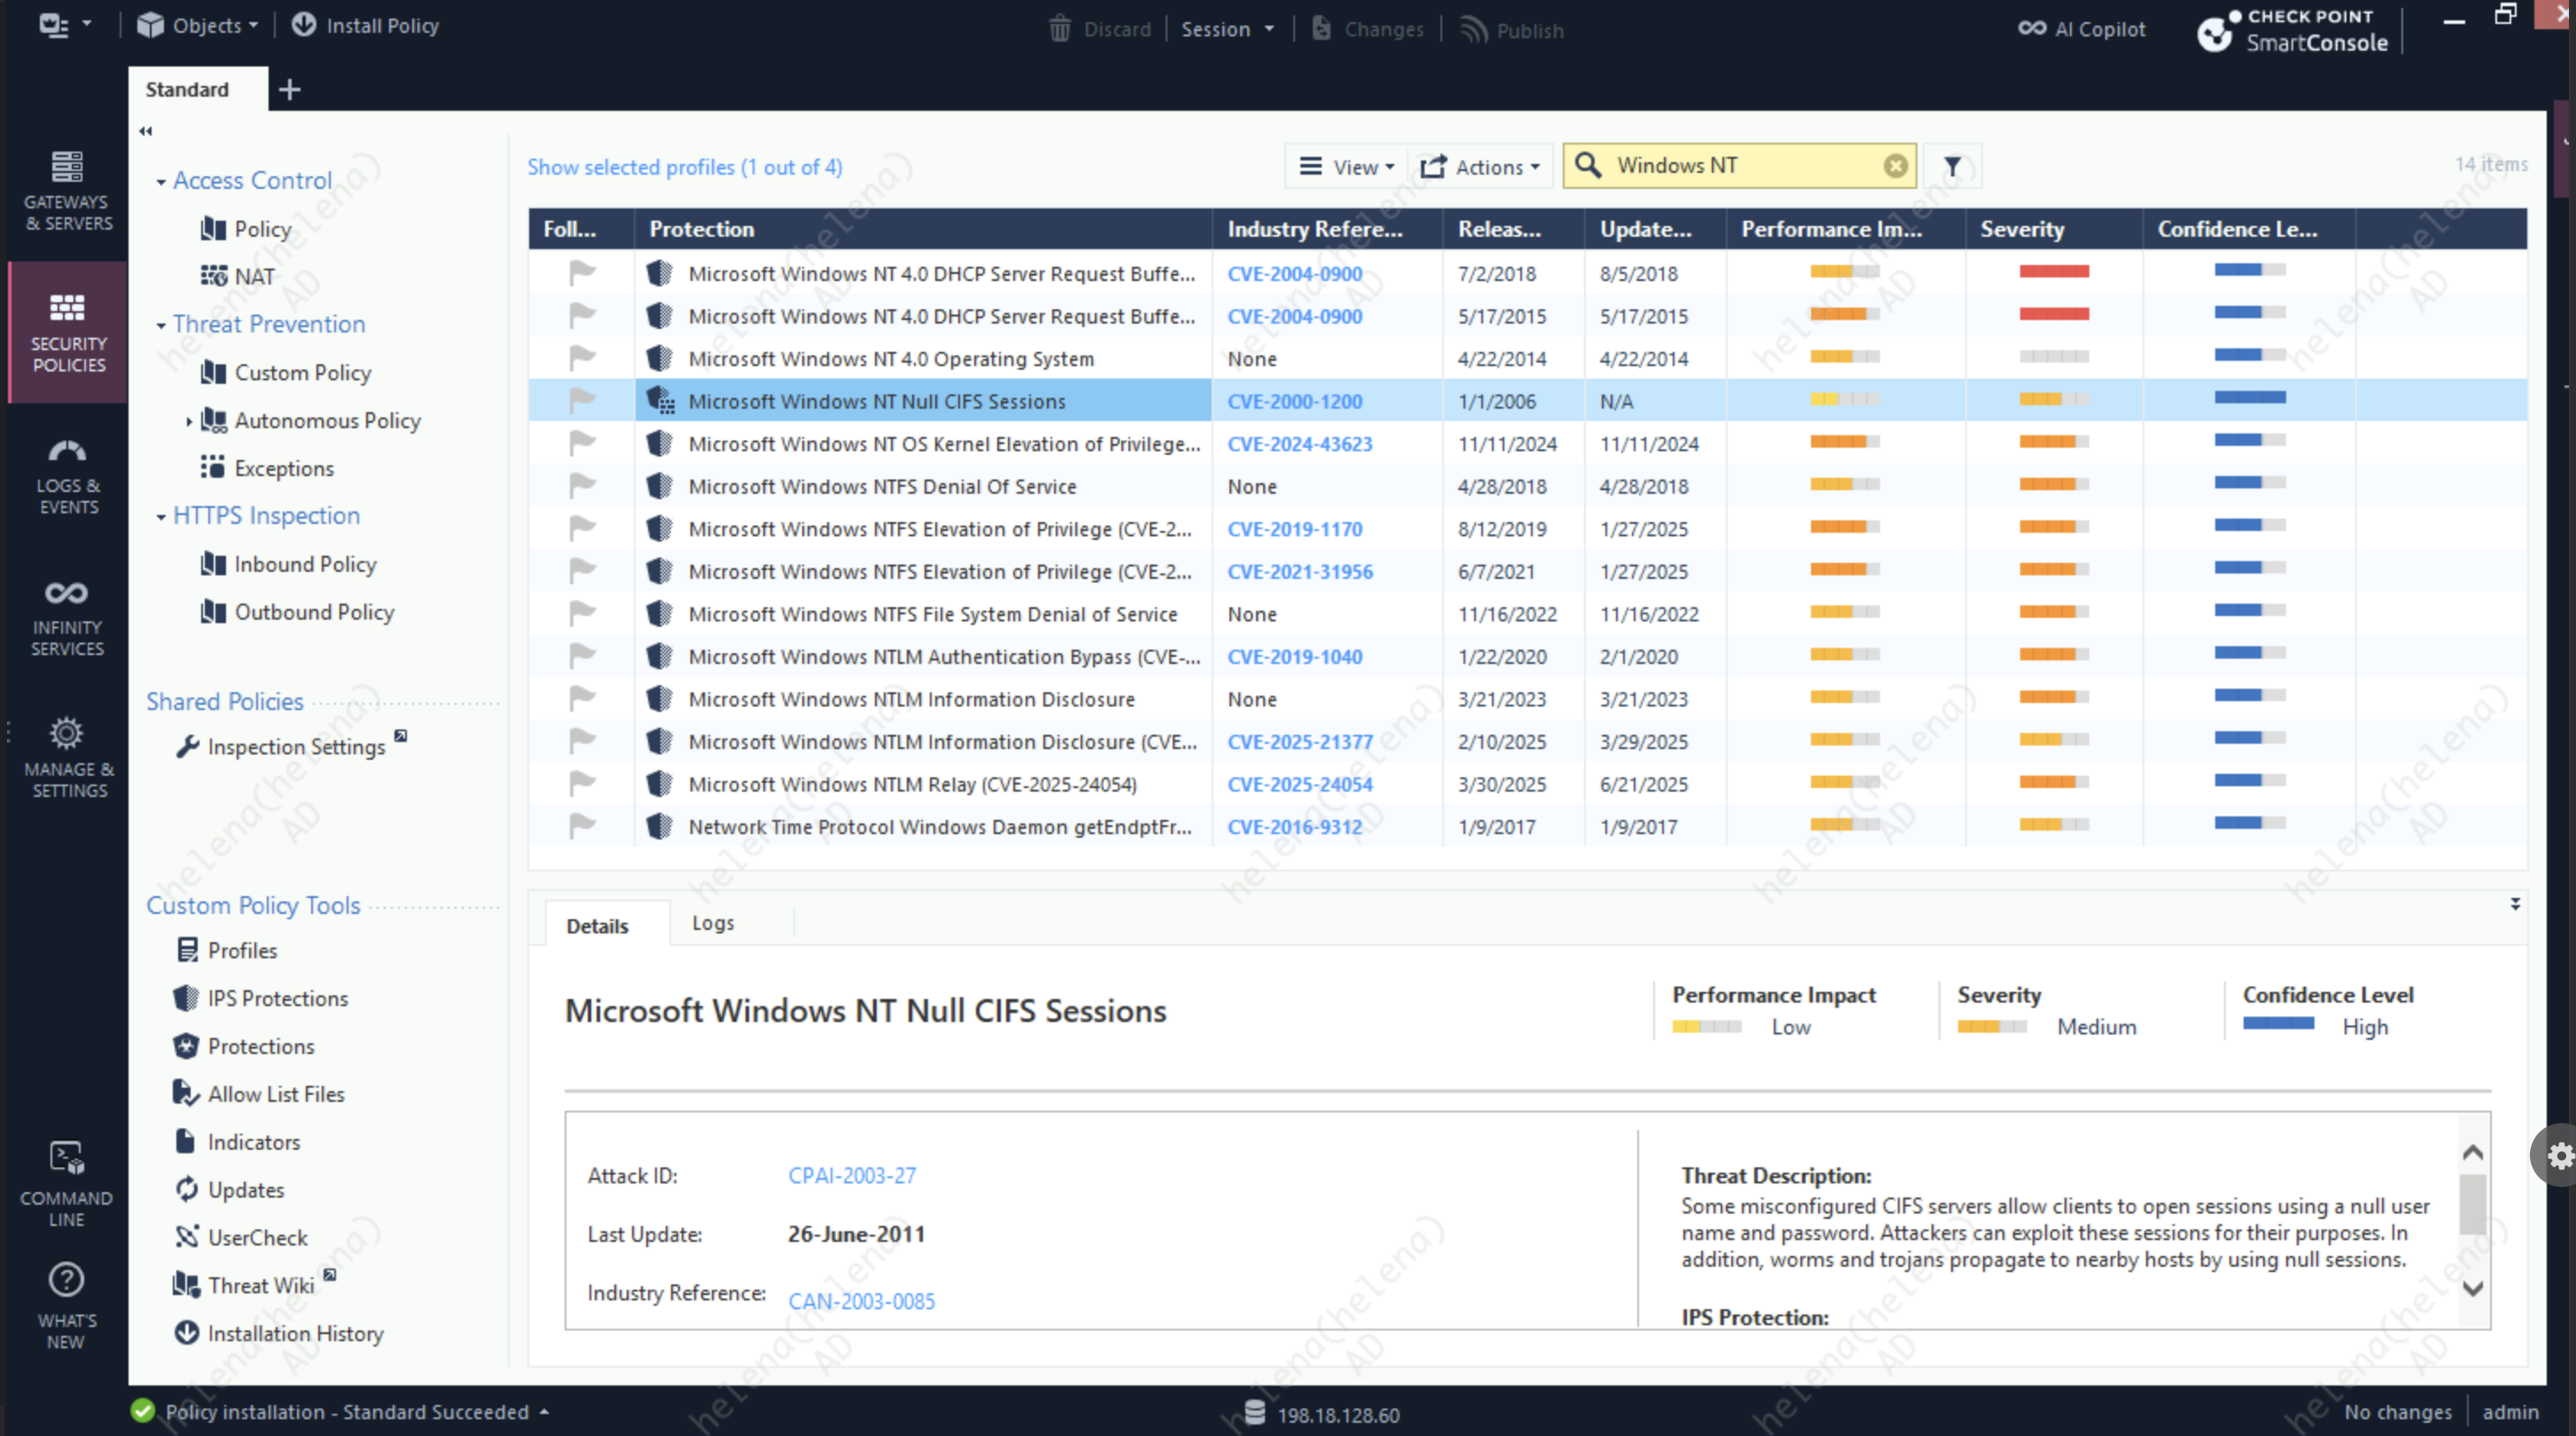 Objects
Install Policy
Discard
Session
Changes
Publish
AI Copilot
CHECK POINT
SmartConsole
Standard
GATEWAYS
& SERVERS
SECURITY
POLICIES
LOGS &
EVENTS
INFINITY
SERVICES
MANAGE &
SETTINGS
COMMAND
LINE
WHAT'S
NEW
Access Control
Policy
NAT
Threat Prevention
Custom Policy
Autonomous Policy
Exceptions
HTTPS Inspection
Inbound Policy
Outbound Policy
Shared Policies
Inspection Settings
Custom Policy Tools
Profiles
IPS Protections
Protections
Allow List Files
Indicators
Updates
UserCheck
Threat Wiki
Installation History
Show selected profiles (1 out of 4)
View
Actions
Windows NT
14 items
Foll... Protection Industry Refere... Releas... Update... Performance Im... Severity Confidence Le...
Microsoft Windows NT 4.0 DHCP Server Request Buffe... CVE-2004-0900 7/2/2018 8/5/2018
Microsoft Windows NT 4.0 DHCP Server Request Buffe... CVE-2004-0900 5/17/2015 5/17/2015
Microsoft Windows NT 4.0 Operating System None 4/22/2014 4/22/2014
Microsoft Windows NT Null CIFS Sessions CVE-2000-1200 1/1/2006 N/A
Microsoft Windows NT OS Kernel Elevation of Privilege... CVE-2024-43623 11/11/2024 11/11/2024
Microsoft Windows NTFS Denial Of Service None 4/28/2018 4/28/2018
Microsoft Windows NTFS Elevation of Privilege (CVE-2... CVE-2019-1170 8/12/2019 1/27/2025
Microsoft Windows NTFS Elevation of Privilege (CVE-2... CVE-2021-31956 6/7/2021 1/27/2025
Microsoft Windows NTFS File System Denial of Service None 11/16/2022 11/16/2022
Microsoft Windows NTLM Authentication Bypass (CVE-... CVE-2019-1040 1/22/2020 2/1/2020
Microsoft Windows NTLM Information Disclosure None 3/21/2023 3/21/2023
Microsoft Windows NTLM Information Disclosure (CVE... CVE-2025-21377 2/10/2025 3/29/2025
Microsoft Windows NTLM Relay (CVE-2025-24054) CVE-2025-24054 3/30/2025 6/21/2025
Network Time Protocol Windows Daemon getEndptFr... CVE-2016-9312 1/9/2017 1/9/2017
Details
Logs
Microsoft Windows NT Null CIFS Sessions
Performance Impact
Low
Severity
Medium
Confidence Level
High
Attack ID: CPAI-2003-27
Last Update: 26-June-2011
Industry Reference: CAN-2003-0085
Threat Description:
Some misconfigured CIFS servers allow clients to open sessions using a null user
name and password. Attackers can exploit these sessions for their purposes. In
addition, worms and trojans propagate to nearby hosts by using null sessions.
IPS Protection:
Policy installation - Standard Succeeded
198.18.128.60
No changes
admin
helena(helena)
AD